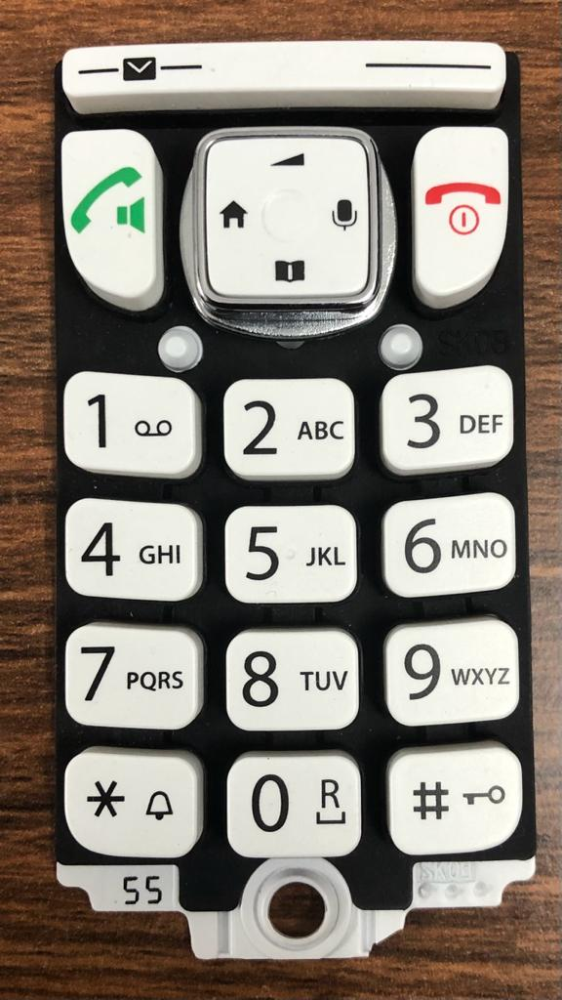 SK03
1
2 ABC
3 DEF
4 GHI
5 JKL
6 MNO
7 PQRS
8 TUV
9 WXYZ
*
0 R
#
55